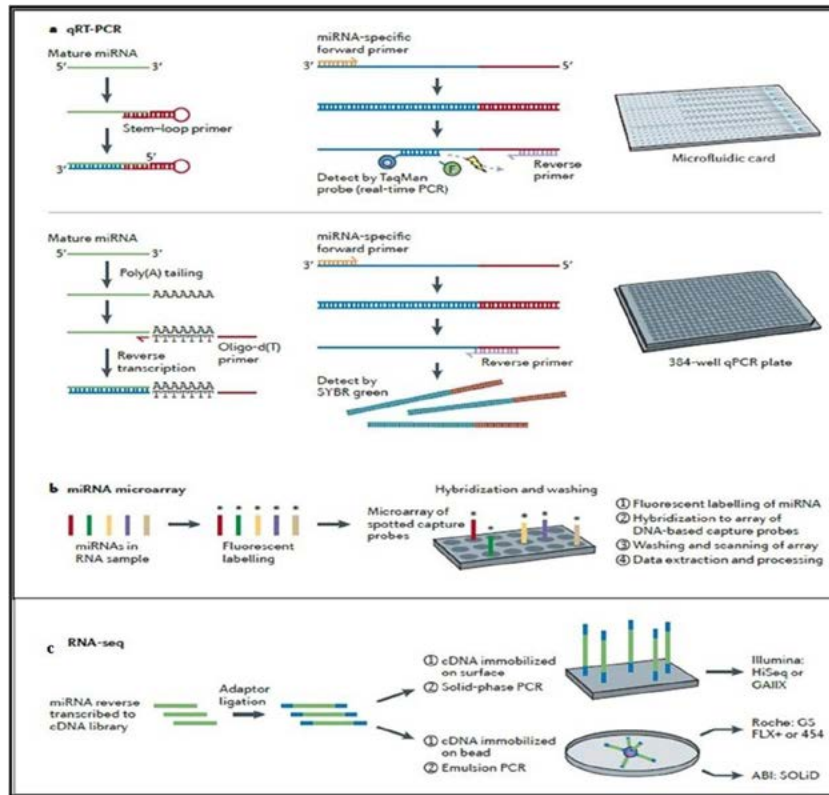 a qRT-PCR
Mature miRNA
5' 3'
Stem–loop primer
5'
3'
miRNA-specific
forward primer
3' 5'
Detect by TaqMan
probe (real-time PCR)
Q
F
Reverse
primer
Microfluidic card
Mature miRNA
5' 3'
Poly(A) tailing
AAAAAAA
AAAAAAA
TTTTTTT
Oligo-d(T)
primer
Reverse
transcription
AAAAAAA
TTTTTTT
miRNA-specific
forward primer
3' 5'
Reverse primer
Detect by
SYBR green
384-well qPCR plate
b miRNA microarray
miRNAs in
RNA sample
Fluorescent
labelling
Microarray of
spotted capture
probes
Hybridization and washing
① Fluorescent labelling of miRNA
② Hybridization to array of
DNA-based capture probes
③ Washing and scanning of array
④ Data extraction and processing
c RNA-seq
miRNA reverse
transcribed to
cDNA library
Adaptor
ligation
① cDNA immobilized
on surface
② Solid-phase PCR
Illumina:
HiSeq or
GAIIX
① cDNA immobilized
on bead
② Emulsion PCR
Roche: GS
FLX+ or 454
ABI: SOLiD